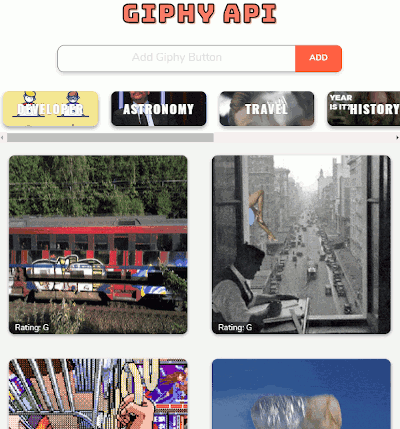 GIPHY API
Add Giphy Button
ADD
DEVELOPER
ASTRONOMY
TRAVEL
YEAR
IS IT?
HISTORY
Rating: G
Rating: G